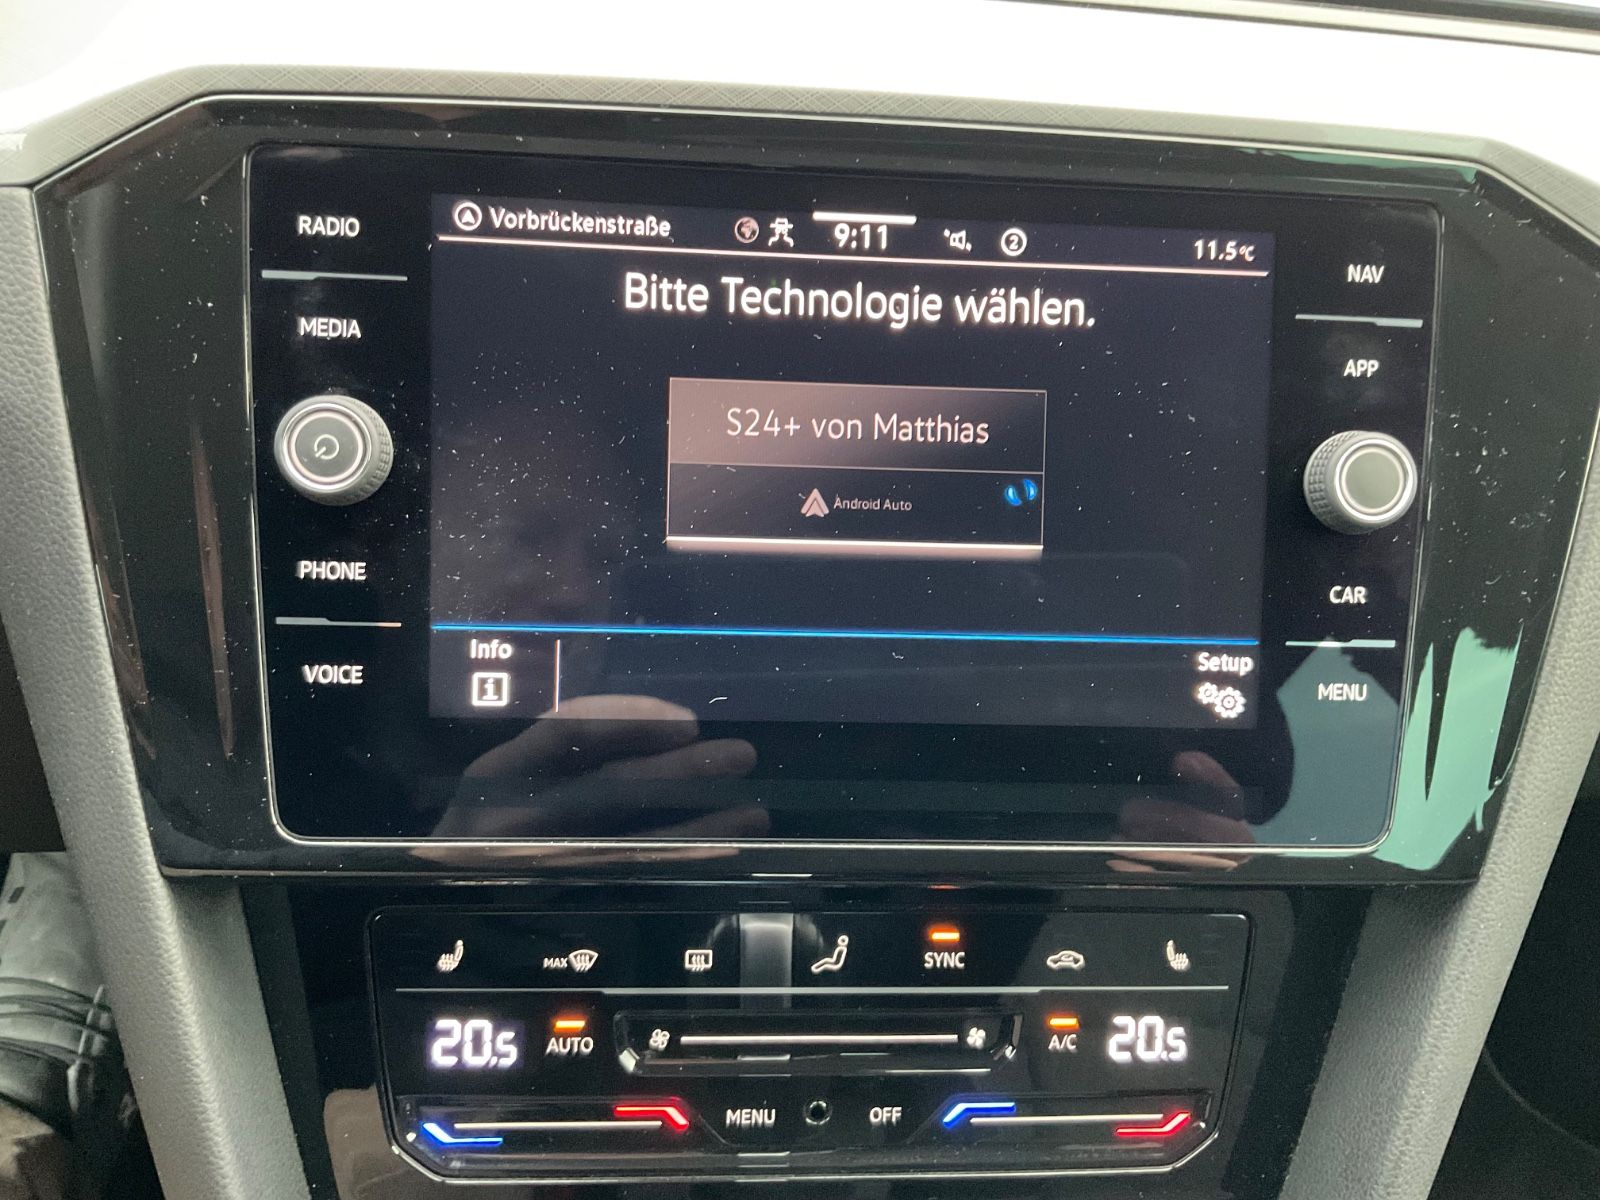 RADIO
MEDIA
PHONE
VOICE
Vorbrückenstraße
9:11
2
11.5°C
Bitte Technologie wählen.
S24+ von Matthias
Android Auto
Info
i
Setup
NAV
APP
CAR
MENU
MAX
SYNC
20.5
AUTO
A/C
20.5
MENU
OFF